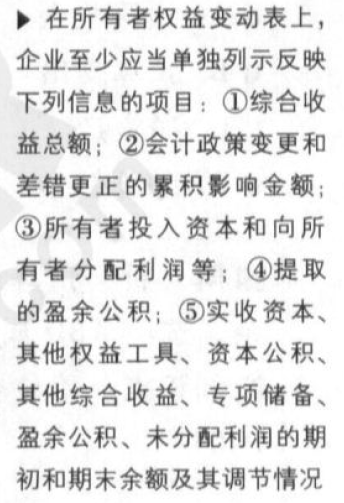 ▶ 在所有者权益变动表上，
企业至少应当单独列示反映
下列信息的项目：①综合收
益总额；②会计政策变更和
差错更正的累积影响金额；
③所有者投入资本和向所
有者分配利润等；④提取
的盈余公积；⑤实收资本、
其他权益工具、资本公积、
其他综合收益、专项储备、
盈余公积、未分配利润的期
初和期末余额及其调节情况